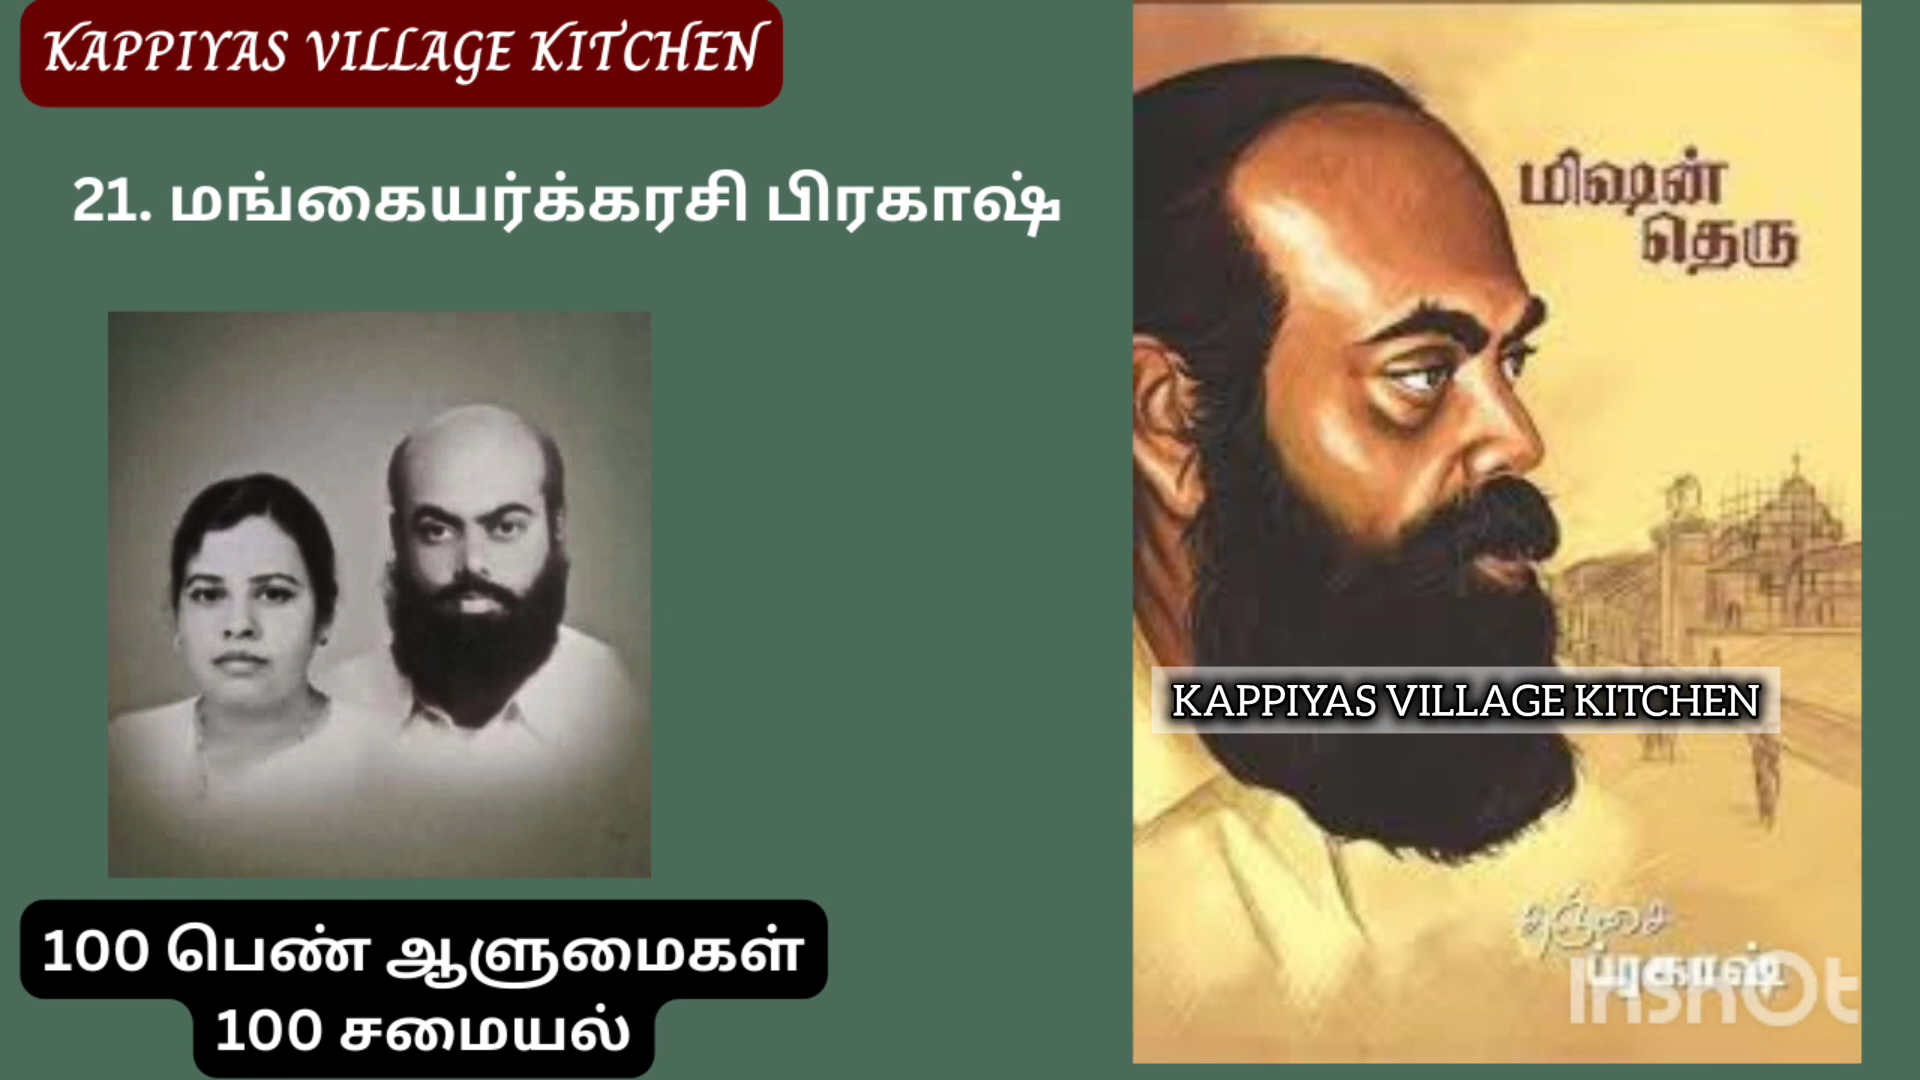 KAPPIYAS VILLAGE KITCHEN
21. மங்கையர்க்கரசி பிரகாஷ்
மிஷன்
தெரு
KAPPIYAS VILLAGE KITCHEN
தஞ்சை
ப்ரகாஷ்
InShOt
100 பெண் ஆளுமைகள்
100 சமையல்